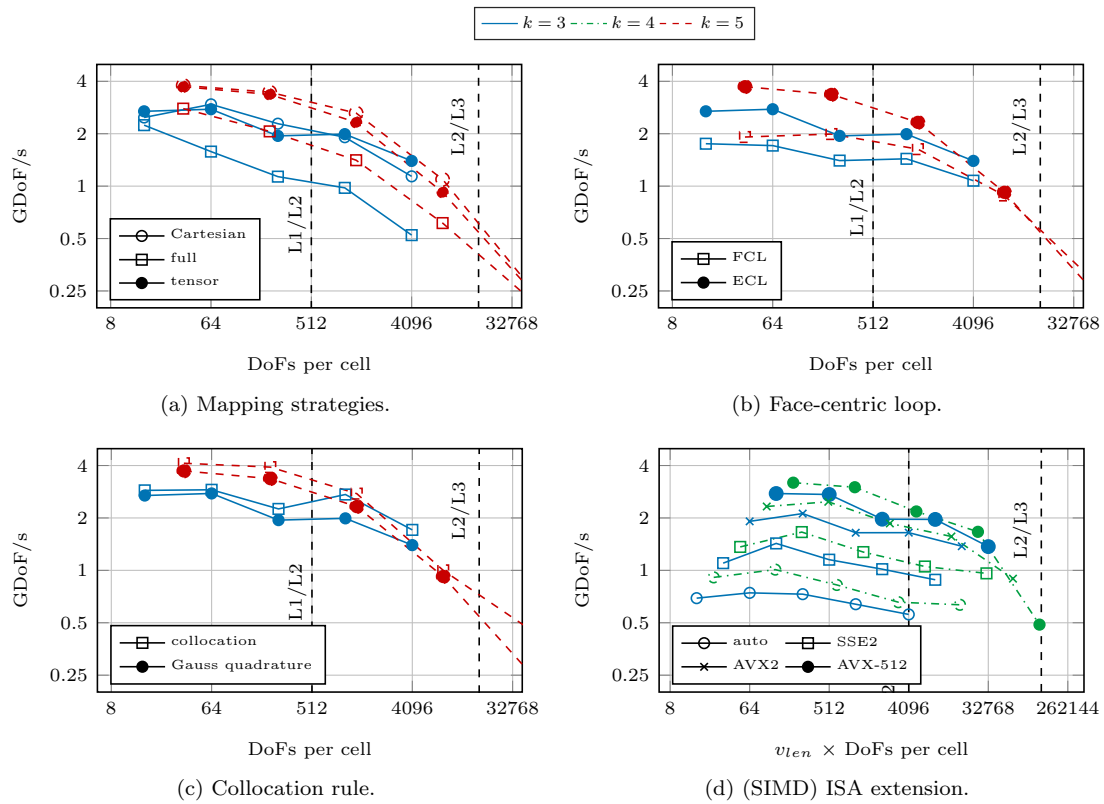 k = 3 k = 4 k = 5
4
2
1
0.5
0.25
GDoF/s
L1/L2
L2/L3
Cartesian
full
tensor
8 64 512 4096 32768
DoFs per cell
(a) Mapping strategies.
4
2
1
0.5
0.25
GDoF/s
L1/L2
L2/L3
FCL
ECL
8 64 512 4096 32768
DoFs per cell
(b) Face-centric loop.
4
2
1
0.5
0.25
GDoF/s
L1/L2
L2/L3
collocation
Gauss quadrature
8 64 512 4096 32768
DoFs per cell
(c) Collocation rule.
4
2
1
0.5
0.25
GDoF/s
L2/L3
auto SSE2
AVX2 AVX-512
8 64 512 4096 32768 262144
v_len × DoFs per cell
(d) (SIMD) ISA extension.